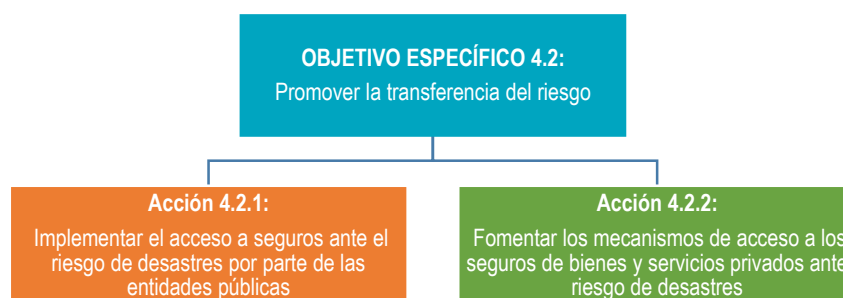 OBJETIVO ESPECÍFICO 4.2:
Promover la transferencia del riesgo
Acción 4.2.1:
Implementar el acceso a seguros ante el
riesgo de desastres por parte de las
entidades públicas
Acción 4.2.2:
Fomentar los mecanismos de acceso a los
seguros de bienes y servicios privados ante
riesgo de desastres